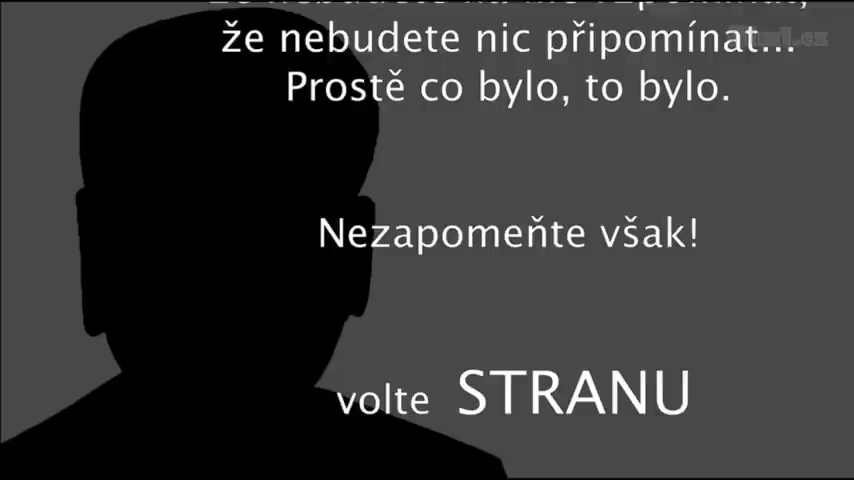 že nebudete nic připomínat...
Prostě co bylo, to bylo.
Nezapomeňte však!
volte STRANU